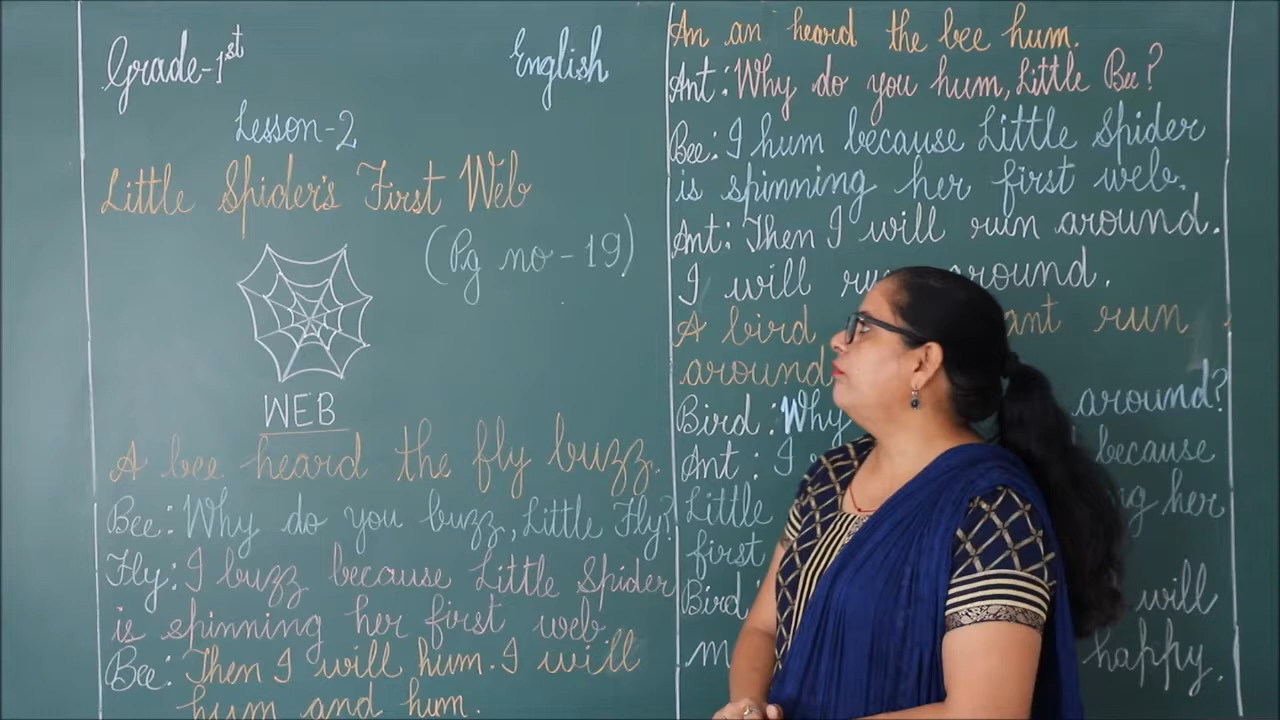 Grade-1st
English
Lesson-2
Little Spider's First Web
(Pg no-19)
WEB
A bee heard the fly buzz.
Bee: Why do you buzz, Little Fly?
Fly: I buzz because Little Spider
is spinning her first web
Bee: Then I will hum. I will
hum and hum.
An an heard the bee hum.
Ant: Why do you hum, Little Bee?
Bee: I hum because Little Spider
is spinning her first web.
Ant: Then I will run around.
I will around.
A bird ant run
around
Bird: Why around?
Ant: I because
Little her
first
Bird: will
happy.